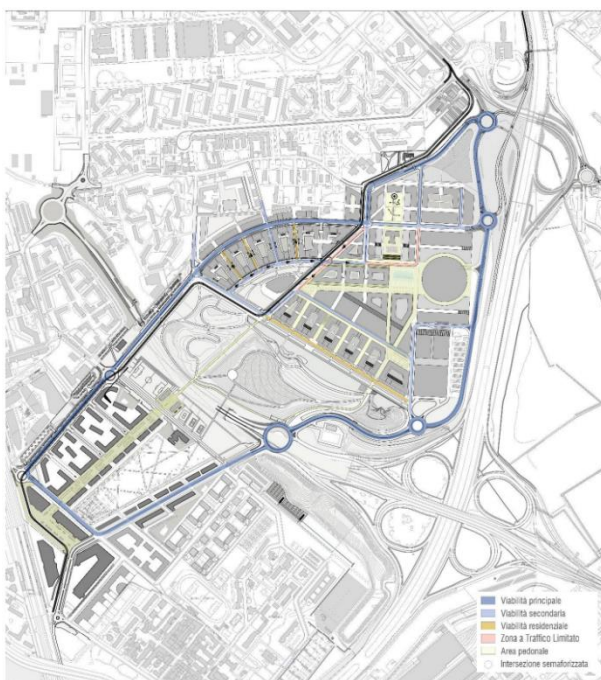 Viabilità principale
Viabilità secondaria
Viabilità residenziale
Zona a Traffico Limitato
Area pedonale
Intersezione semaforizzata